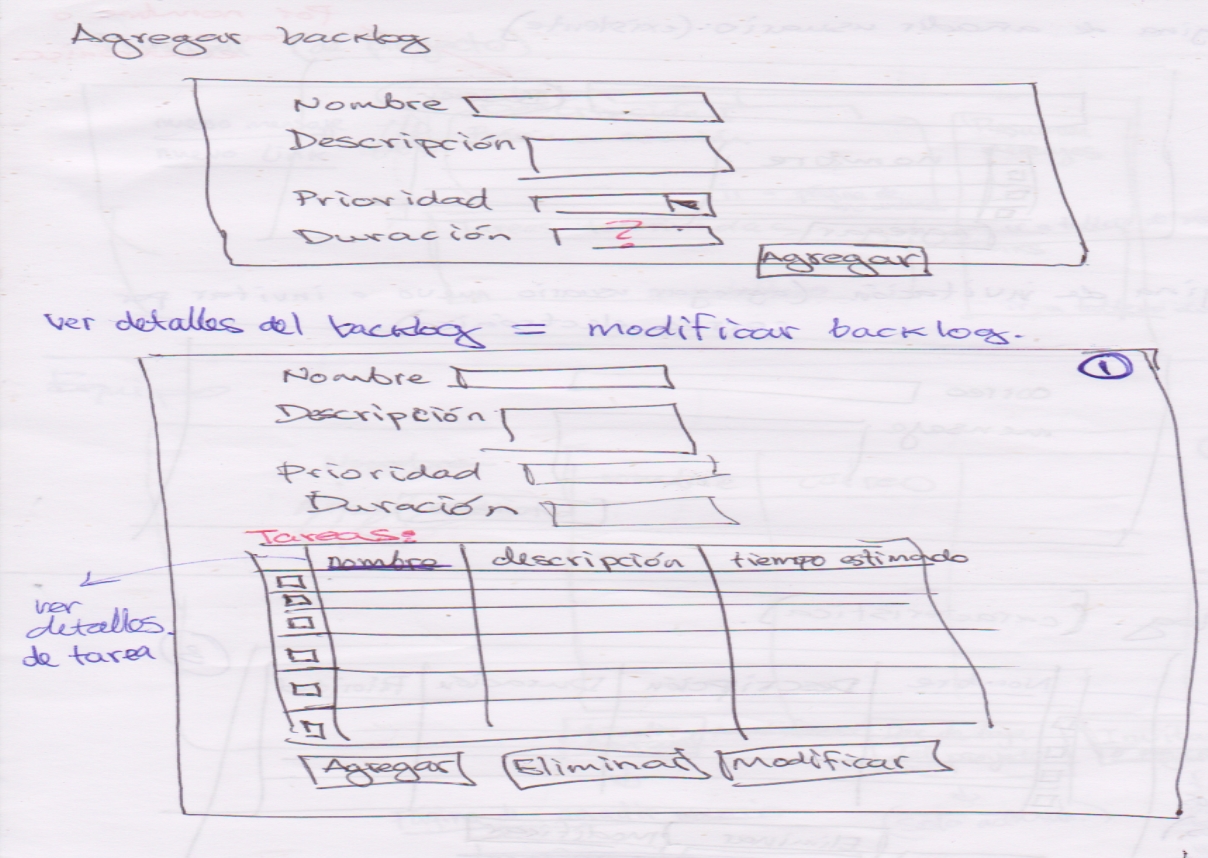 Agregar backlog
Nombre
Descripción
Prioridad
Duración ?
Agregar
ver detalles del backlog = modificar backlog.
1
Nombre
Descripción
Prioridad
Duración
Tareas:
nombre descripción tiempo estimado
ver
detalles
de tarea
Agregar Eliminar Modificar